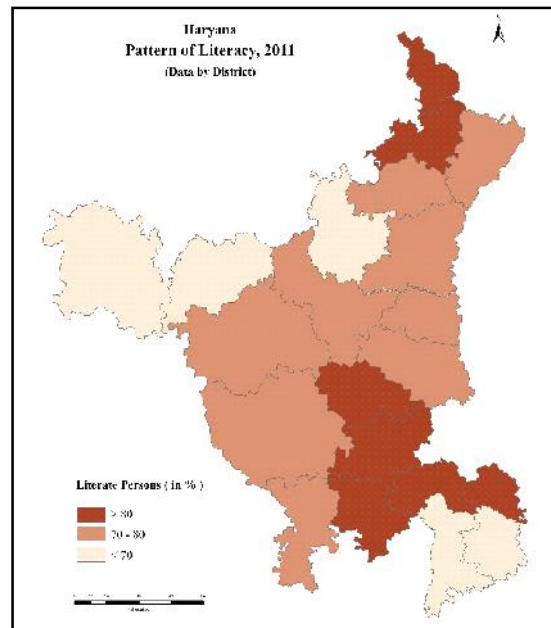 Haryana
Pattern of Literacy, 2011
(Data by District)
Literate Persons ( in % )
> 80
70 - 80
< 70